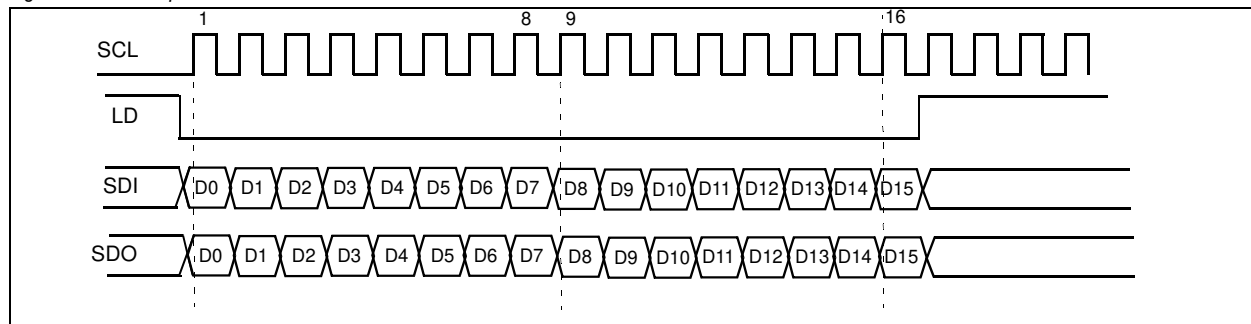 1 8 9 16
SCL
LD
SDI D0 D1 D2 D3 D4 D5 D6 D7 D8 D9 D10 D11 D12 D13 D14 D15
SDO D0 D1 D2 D3 D4 D5 D6 D7 D8 D9 D10 D11 D12 D13 D14 D15